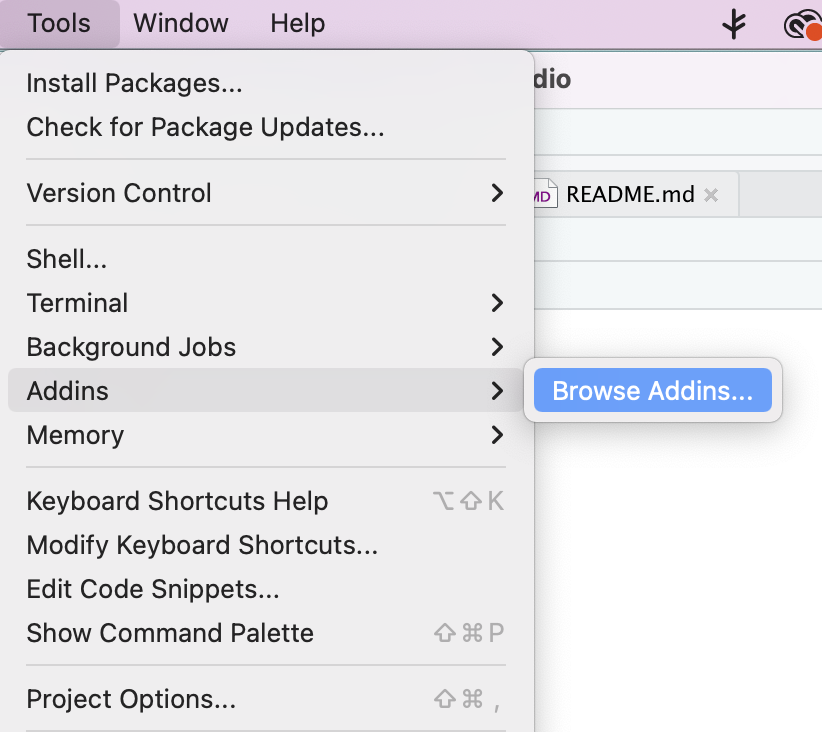 Tools Window Help
dio
Install Packages...
Check for Package Updates...
MD README.md
Version Control
Shell...
Terminal
Background Jobs
Addins
Browse Addins...
Memory
Keyboard Shortcuts Help ⌥⇧K
Modify Keyboard Shortcuts...
Edit Code Snippets...
Show Command Palette ⇧⌘P
Project Options... ⇧⌘,